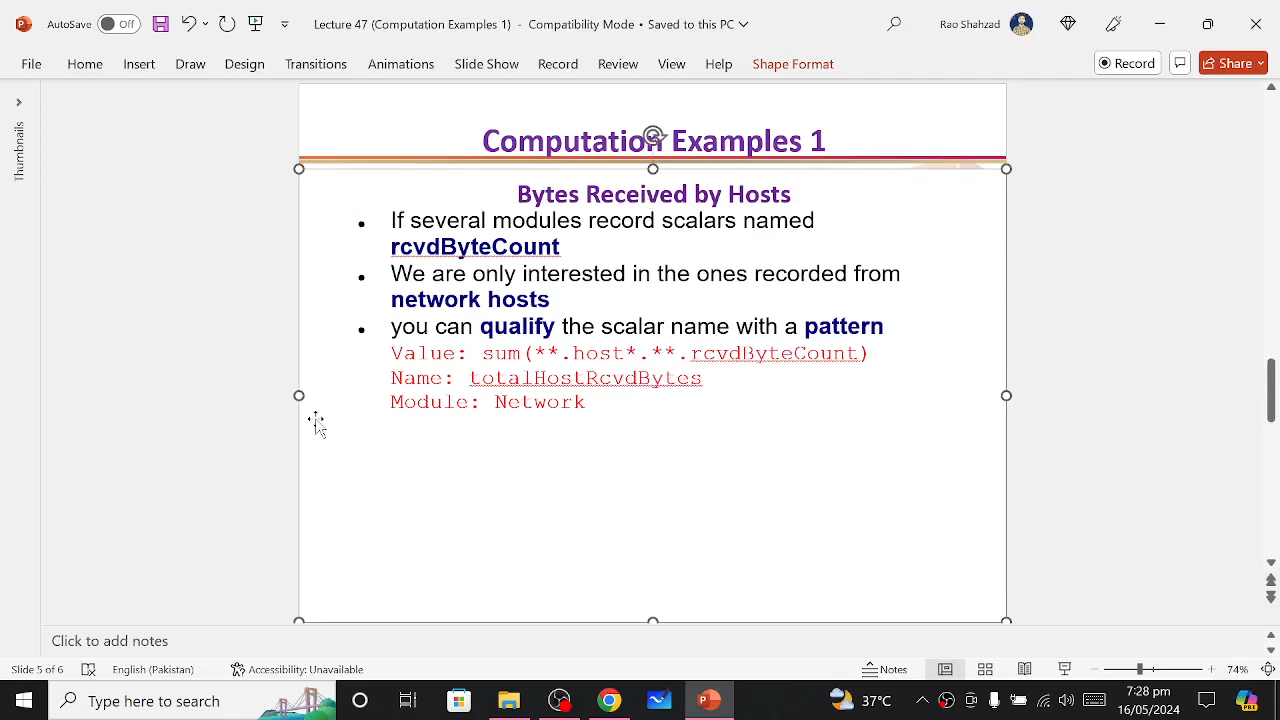 AutoSave Off Lecture 47 (Computation Examples 1) - Compatibility Mode • Saved to this PC Rao Shahzad
File Home Insert Draw Design Transitions Animations Slide Show Record Review View Help Shape Format Record Share
Thumbnails
Computation Examples 1
Bytes Received by Hosts
• If several modules record scalars named
rcvdByteCount
• We are only interested in the ones recorded from
network hosts
• you can qualify the scalar name with a pattern
Value: sum(**.host*.**.rcvdByteCount)
Name: totalHostRcvdBytes
Module: Network
Click to add notes
Slide 5 of 6 English (Pakistan) Accessibility: Unavailable Notes 74%
Type here to search 37°C 7:28 pm
16/05/2024
PRE